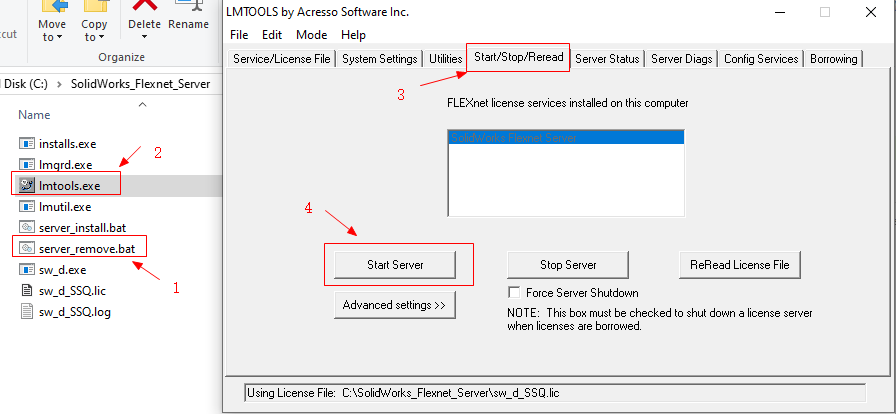 cut
Move
to
Copy
to
Delete
Rename
Organize
l Disk (C:) > SolidWorks_Flexnet_Server
Name
installs.exe
lmgrd.exe
lmtools.exe
lmutil.exe
server_install.bat
server_remove.bat
sw_d.exe
sw_d_SSQ.lic
sw_d_SSQ.log
2
1
LMTOOLS by Acresso Software Inc.
File Edit Mode Help
Service/License File System Settings Utilities Start/Stop/Reread Server Status Server Diags Config Services Borrowing
3
FLEXnet license services installed on this computer
SolidWorks Flexnet Server
4
Start Server Stop Server ReRead License File
Advanced settings >>
Force Server Shutdown
NOTE: This box must be checked to shut down a license server
when licenses are borrowed.
Using License File: C:\SolidWorks_Flexnet_Server\sw_d_SSQ.lic